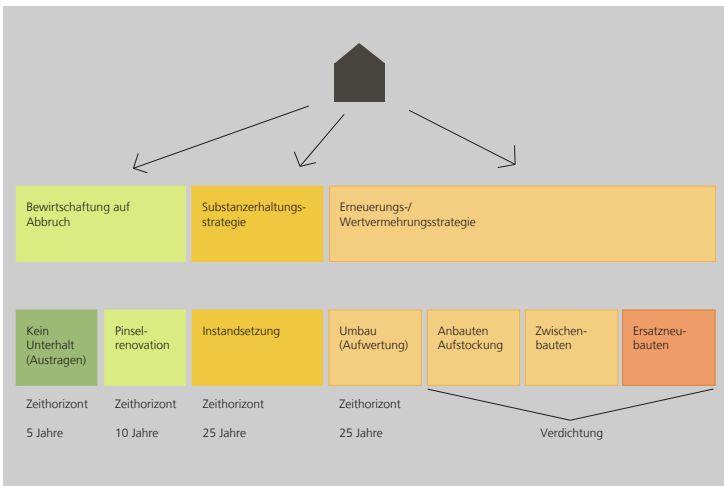 Bewirtschaftung auf
Abbruch
Substanzerhaltungs-
strategie
Erneuerungs-/
Wertvermehrungsstrategie
Kein
Unterhalt
(Austragen)
Pinsel-
renovation
Instandsetzung
Umbau
(Aufwertung)
Anbauten
Aufstockung
Zwischen-
bauten
Ersatzneu-
bauten
Zeithorizont
5 Jahre
Zeithorizont
10 Jahre
Zeithorizont
25 Jahre
Zeithorizont
25 Jahre
Verdichtung